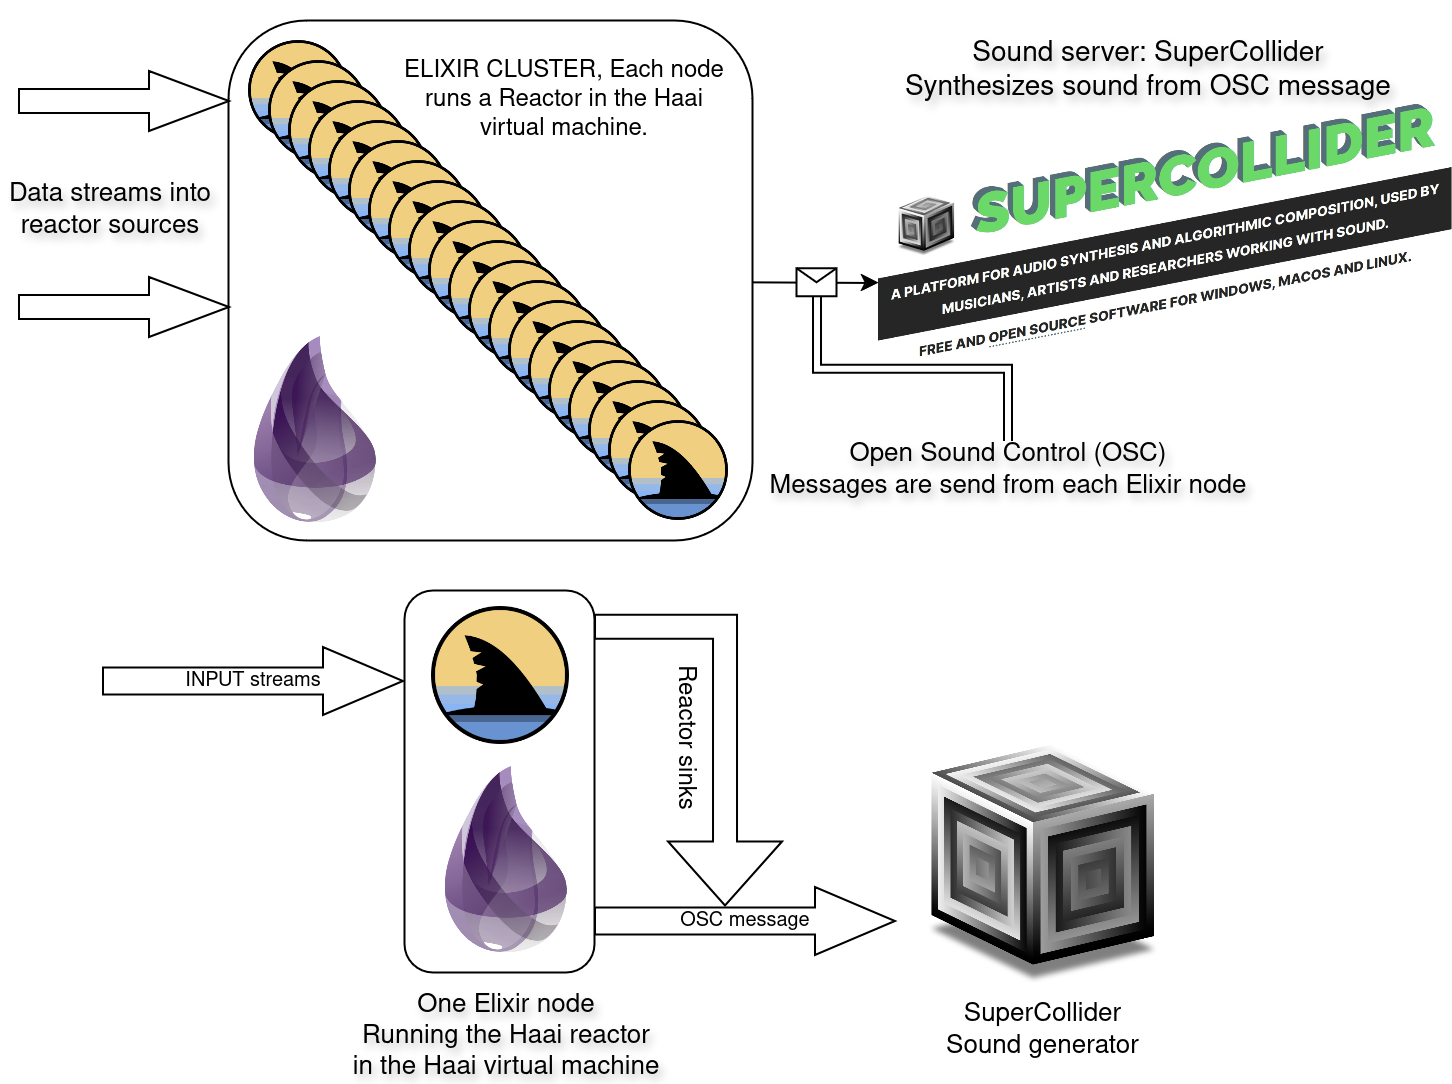 ELIXIR CLUSTER, Each node
runs a Reactor in the Haai
virtual machine.
Sound server: SuperCollider
Synthesizes sound from OSC message
SUPERCOLLIDER
A PLATFORM FOR AUDIO SYNTHESIS AND ALGORITHMIC COMPOSITION, USED BY
MUSICIANS, ARTISTS AND RESEARCHERS WORKING WITH SOUND.
FREE AND OPEN SOURCE SOFTWARE FOR WINDOWS, MACOS AND LINUX.
Data streams into
reactor sources
Open Sound Control (OSC)
Messages are send from each Elixir node
INPUT streams
Reactor sinks
OSC message
One Elixir node
Running the Haai reactor
in the Haai virtual machine
SuperCollider
Sound generator